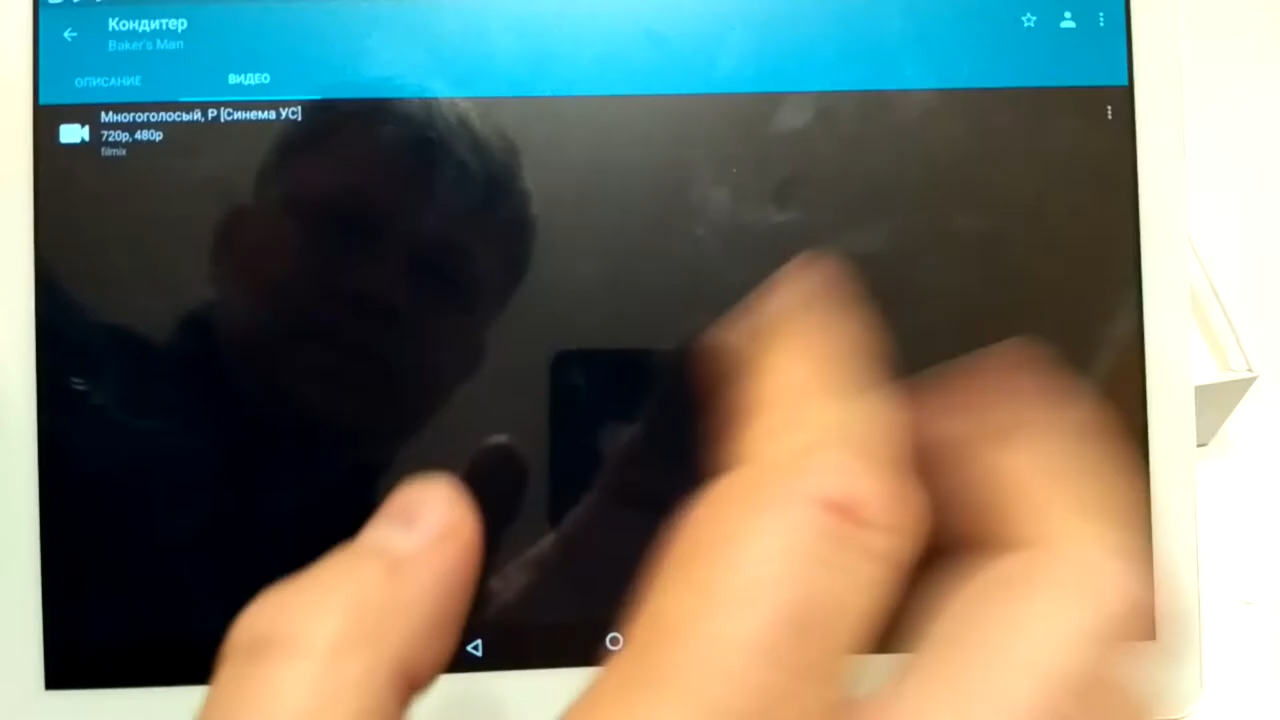 Кондитер
Baker's Man
ОПИСАНИЕ ВИДЕО
Многоголосый, P [Синема УС]
720p, 480p
filmix